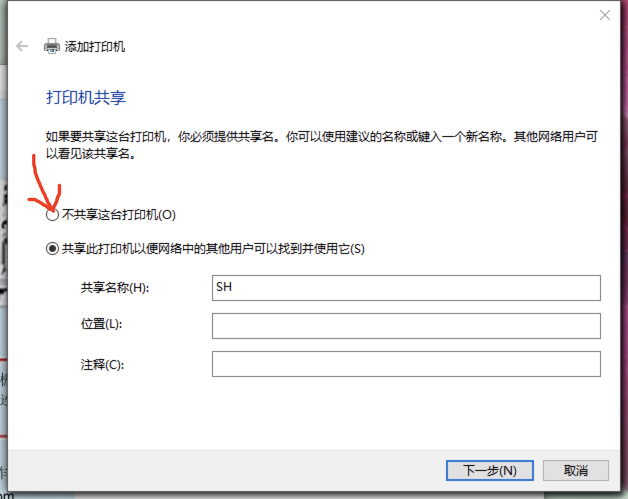 添加打印机
打印机共享
如果要共享这台打印机，你必须提供共享名。你可以使用建议的名称或键入一个新名称。其他网络用户可
以看见该共享名。
不共享这台打印机(O)
共享此打印机以便网络中的其他用户可以找到并使用它(S)
共享名称(H):
SH
位置(L):
注释(C):
下一步(N)
取消